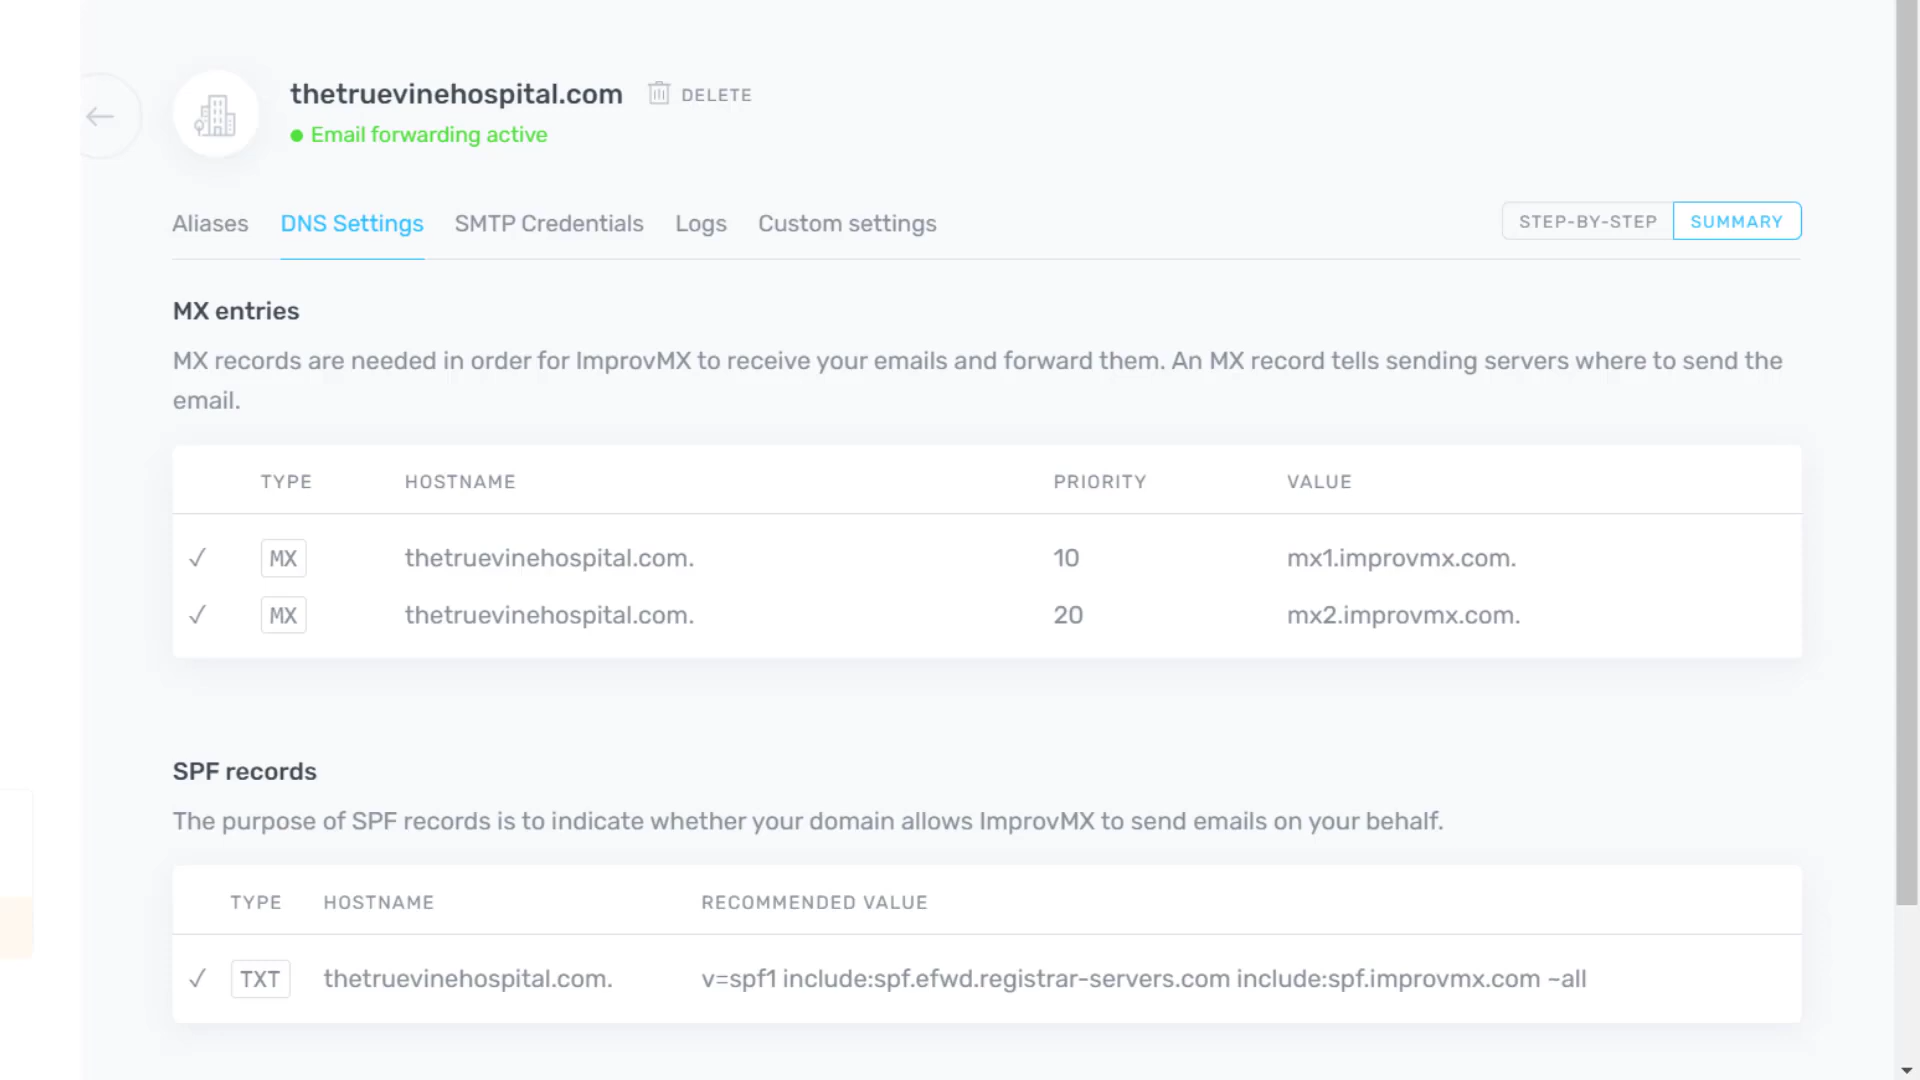 thetruevinehospital.com DELETE
Email forwarding active
Aliases DNS Settings SMTP Credentials Logs Custom settings STEP-BY-STEP SUMMARY
MX entries
MX records are needed in order for ImprovMX to receive your emails and forward them. An MX record tells sending servers where to send the
email.
TYPE HOSTNAME PRIORITY VALUE
MX thetruevinehospital.com. 10 mx1.improvmx.com.
MX thetruevinehospital.com. 20 mx2.improvmx.com.
SPF records
The purpose of SPF records is to indicate whether your domain allows ImprovMX to send emails on your behalf.
TYPE HOSTNAME RECOMMENDED VALUE
TXT thetruevinehospital.com. v=spf1 include:spf.efwd.registrar-servers.com include:spf.improvmx.com ~all